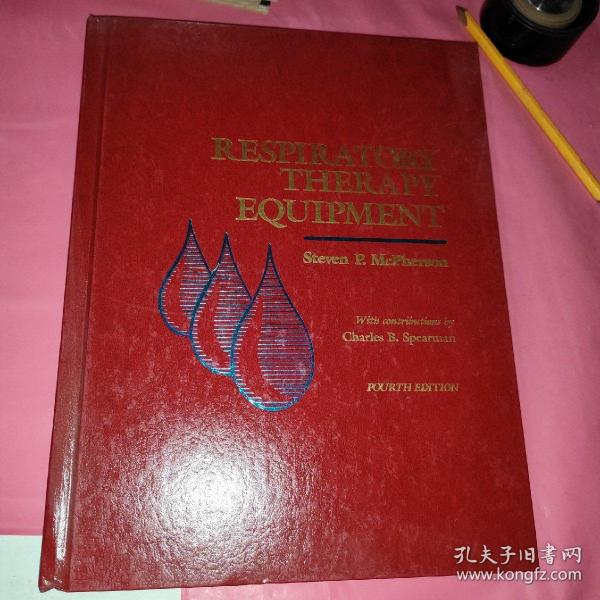 RESPIRATORY
THERAPY
EQUIPMENT
Steven P. McPherson
With contributions by
Charles B. Spearman
FOURTH EDITION
孔夫子旧书网
www.kongfz.com